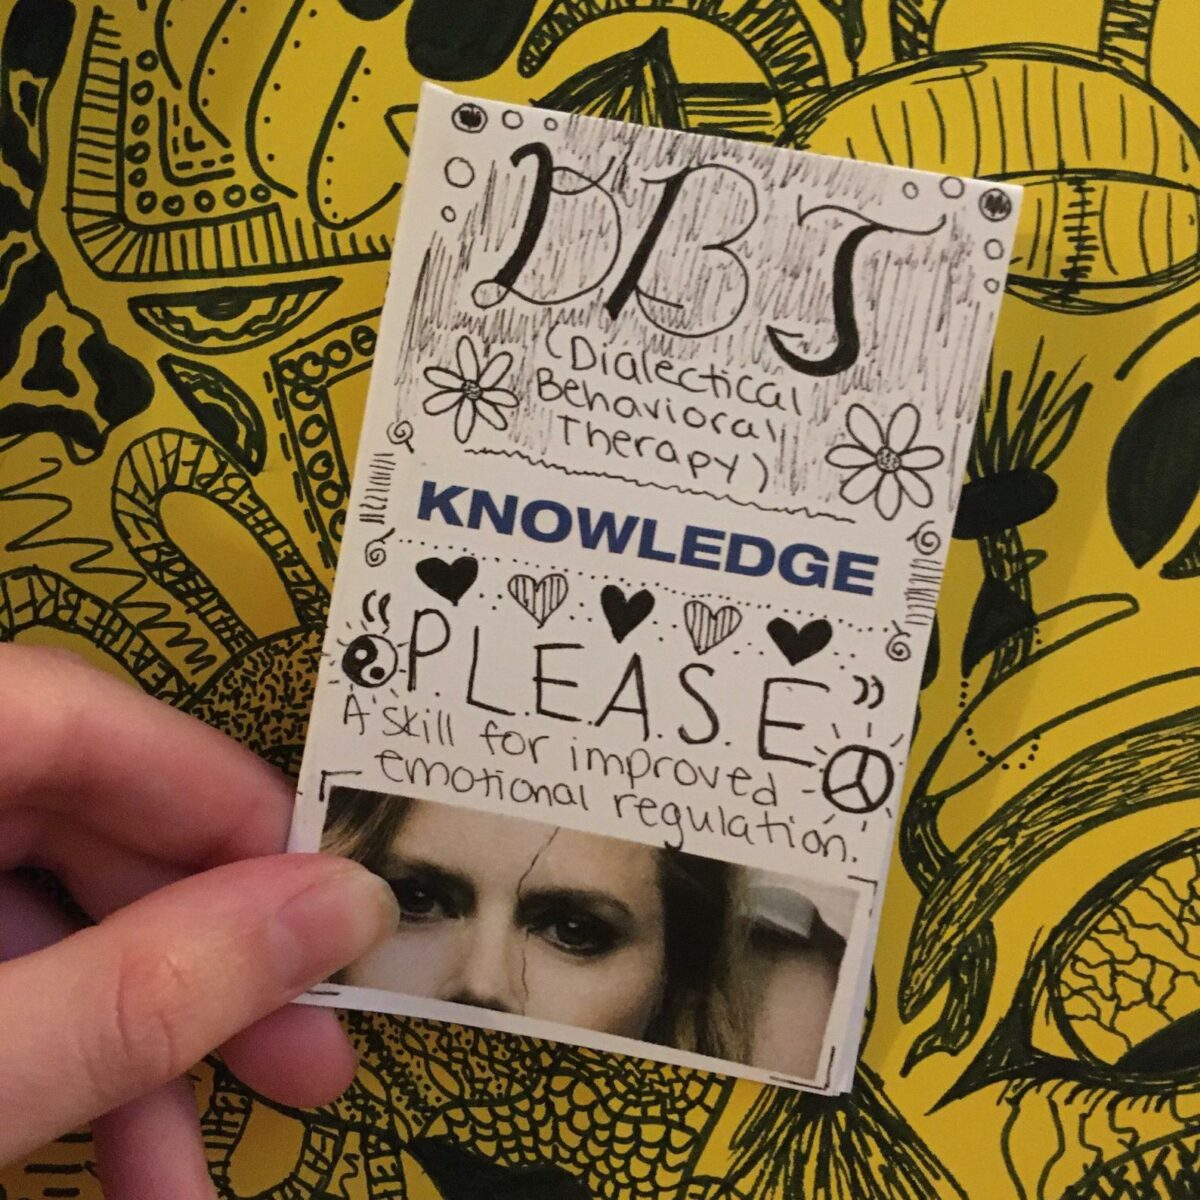 DBT
(Dialectical
Behavioral
Therapy)
KNOWLEDGE
"P.L.E.A.S.E"
A skill for improved
emotional regulation.